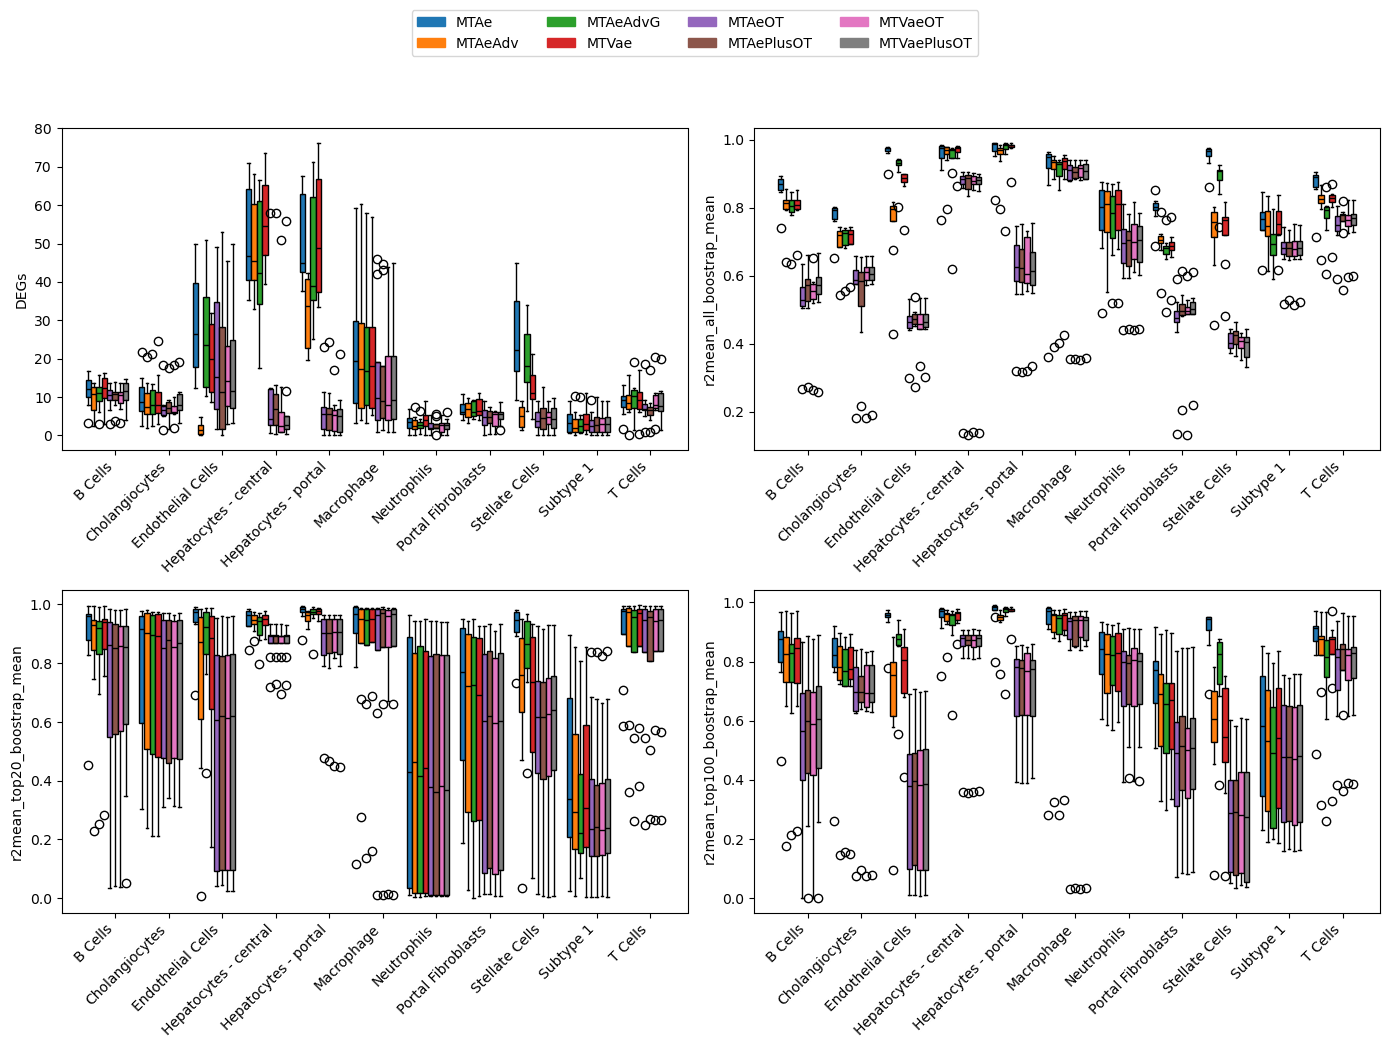 MTAe MTAeAdvG MTAeOT MTVaeOT
MTAeAdv MTVae MTAePlusOT MTVaePlusOT
DEGs
80
70
60
50
40
30
20
10
0
B Cells
Cholangiocytes
Endothelial Cells
Hepatocytes - central
Hepatocytes - portal
Macrophage
Neutrophils
Portal Fibroblasts
Stellate Cells
Subtype 1
T Cells
r2mean_all_boostrap_mean
1.0
0.8
0.6
0.4
0.2
B Cells
Cholangiocytes
Endothelial Cells
Hepatocytes - central
Hepatocytes - portal
Macrophage
Neutrophils
Portal Fibroblasts
Stellate Cells
Subtype 1
T Cells
r2mean_top20_boostrap_mean
1.0
0.8
0.6
0.4
0.2
0.0
B Cells
Cholangiocytes
Endothelial Cells
Hepatocytes - central
Hepatocytes - portal
Macrophage
Neutrophils
Portal Fibroblasts
Stellate Cells
Subtype 1
T Cells
r2mean_top100_boostrap_mean
1.0
0.8
0.6
0.4
0.2
0.0
B Cells
Cholangiocytes
Endothelial Cells
Hepatocytes - central
Hepatocytes - portal
Macrophage
Neutrophils
Portal Fibroblasts
Stellate Cells
Subtype 1
T Cells